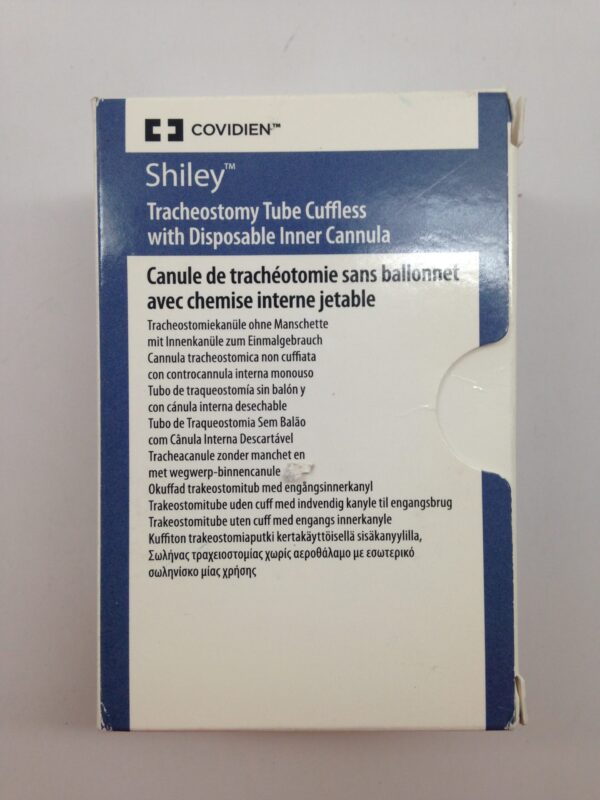 COVIDIEN™
Shiley™
Tracheostomy Tube Cuffless
with Disposable Inner Cannula
Canule de trachéotomie sans ballonnet
avec chemise interne jetable
Tracheostomiekanüle ohne Manschette
mit Innenkanüle zum Einmalgebrauch
Cannula tracheostomica non cuffiata
con controcannula interna monouso
Tubo de traqueostomía sin balón y
con cánula interna desechable
Tubo de Traqueostomia Sem Balão
com Cânula Interna Descartável
Tracheacanule zonder manchet en
met wegwerp-binnencanule
Okuffad trakeostomitub med engångsinnerkanyl
Trakeostomitube uden cuff med indvendig kanyle til engangsbrug
Trakeostomitube uten cuff med engangs innerkanyle
Kuffiton trakeostomiaputki kertakäyttöisellä sisäkanyylilla,
Σωλήνας τραχειοστομίας χωρίς αεροθάλαμο με εσωτερικό
σωληνίσκο μίας χρήσης